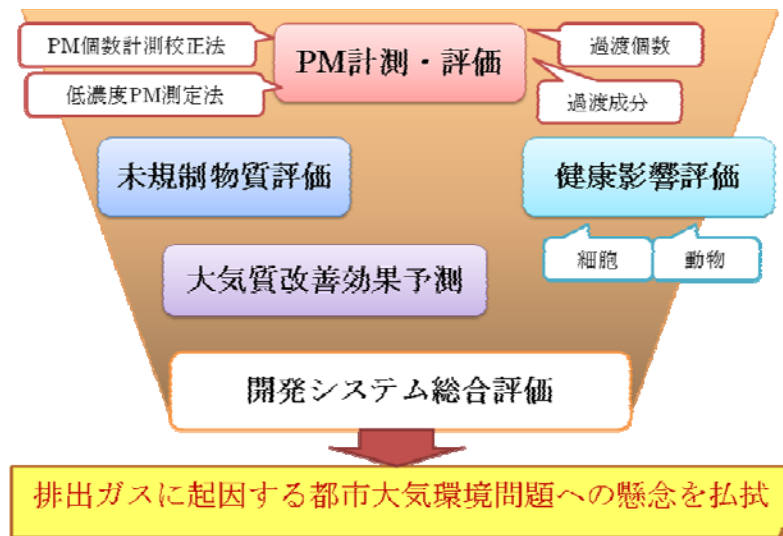 PM個数計測校正法
PM計測・評価
過渡個数
低濃度PM測定法
過渡成分
未規制物質評価
健康影響評価
細胞
動物
大気質改善効果予測
開発システム総合評価
排出ガスに起因する都市大気環境問題への懸念を払拭